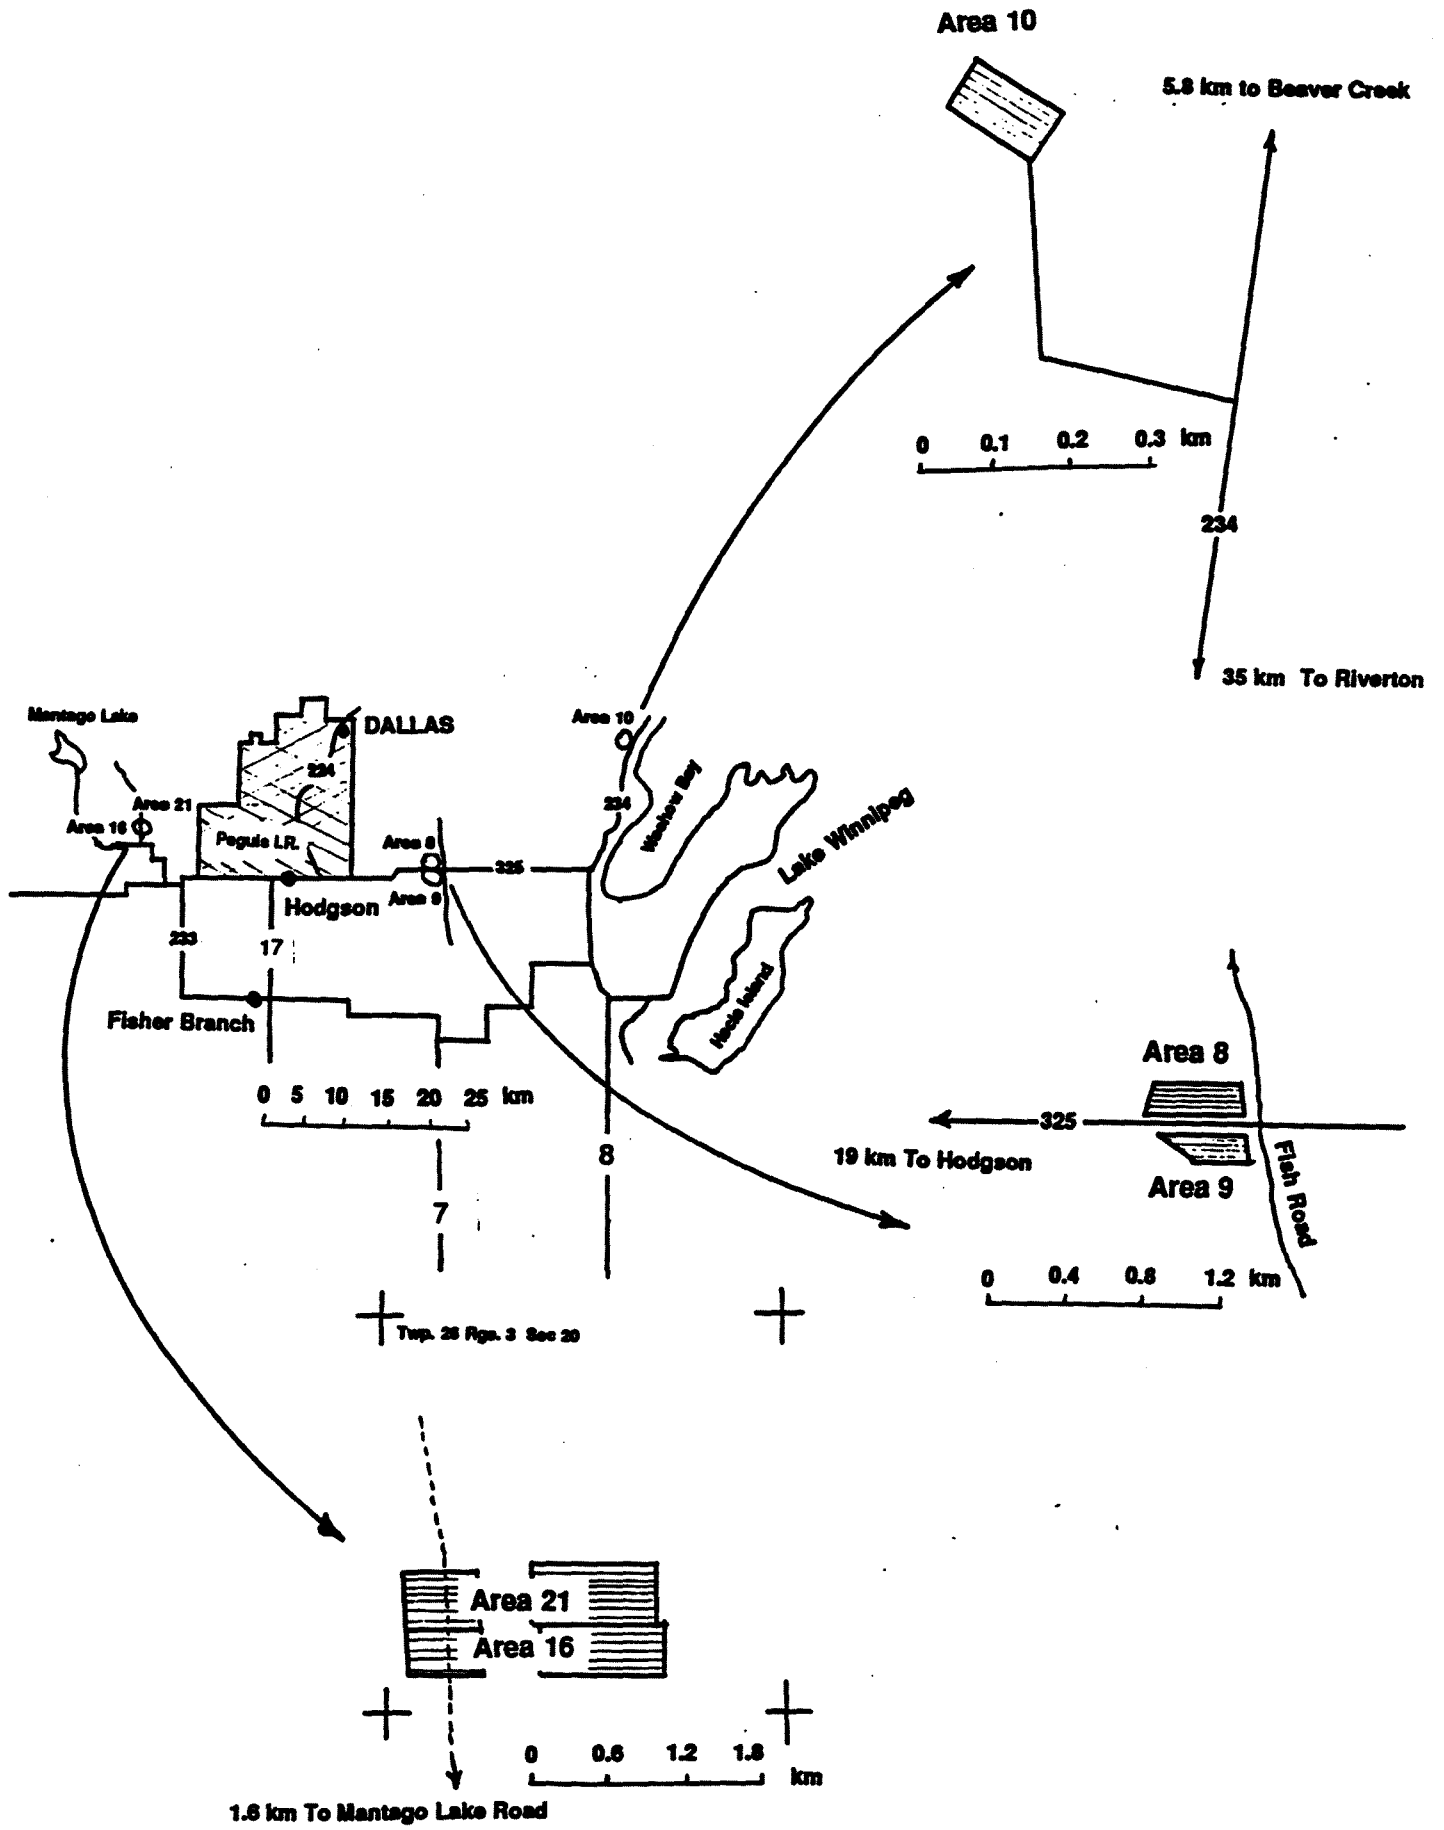 Area 10
5.8 km to Beaver Creek
0 0.1 0.2 0.3 km
234
35 km To Riverton
Mantago Lake
DALLAS
Area 10
234
Area 21
234
Washow Bay
Area 16
Peguis I.R.
Area 8
325
Lake Winnipeg
Hodgson
Area 9
233
17
Hecla Island
Fisher Branch
0 5 10 15 20 25 km
8
7
Area 8
325
19 km To Hodgson
Area 9
Fish Road
0 0.4 0.8 1.2 km
Twp. 26 Rge. 3 Sec 20
Area 21
Area 16
0 0.6 1.2 1.8
km
1.6 km To Mantago Lake Road